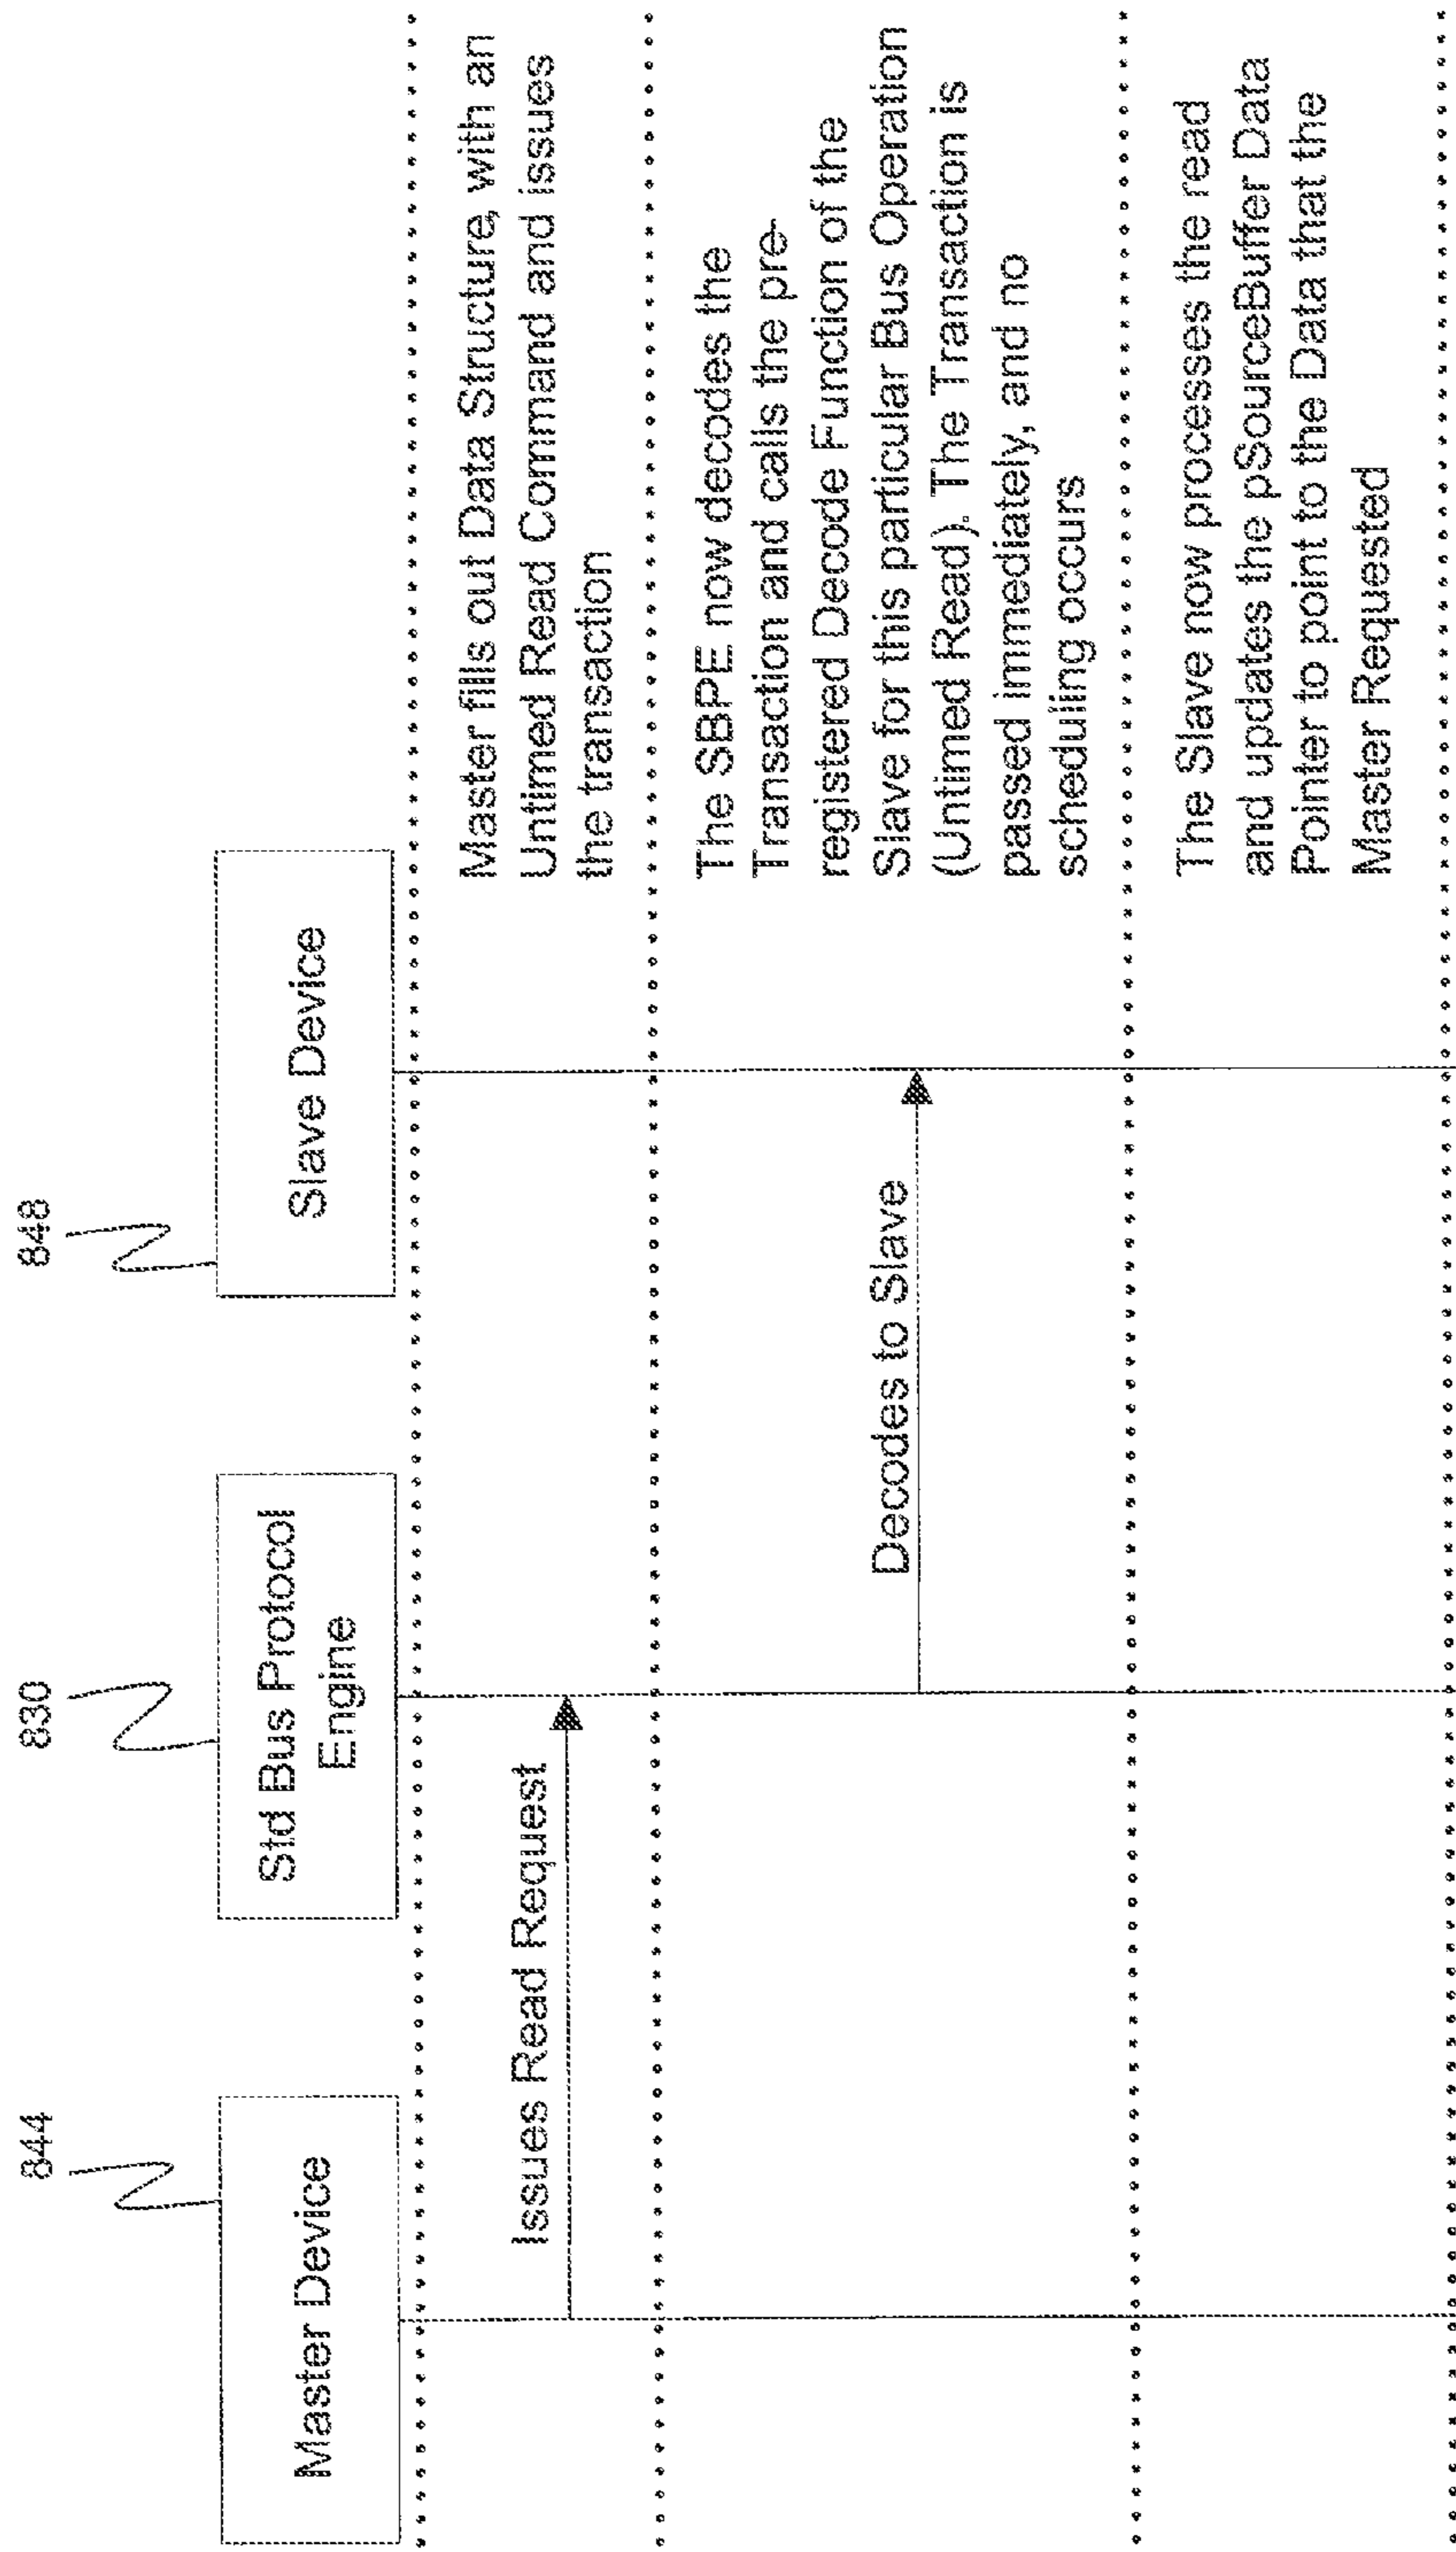 844
830
848
Master Device
Std Bus Protocol
Engine
Slave Device
Issues Read Request
Master fills out Data Structure, with an
Untimed Read Command and issues
the transaction
Decodes to Slave
The SBPE now decodes the
Transaction and calls the pre-
registered Decode Function of the
Slave for this particular Bus Operation
(Untimed Read). The Transaction is
passed immediately, and no
scheduling occurs
The Slave now processes the read
and updates the pSourceBuffer Data
Pointer to point to the Data that the
Master Requested